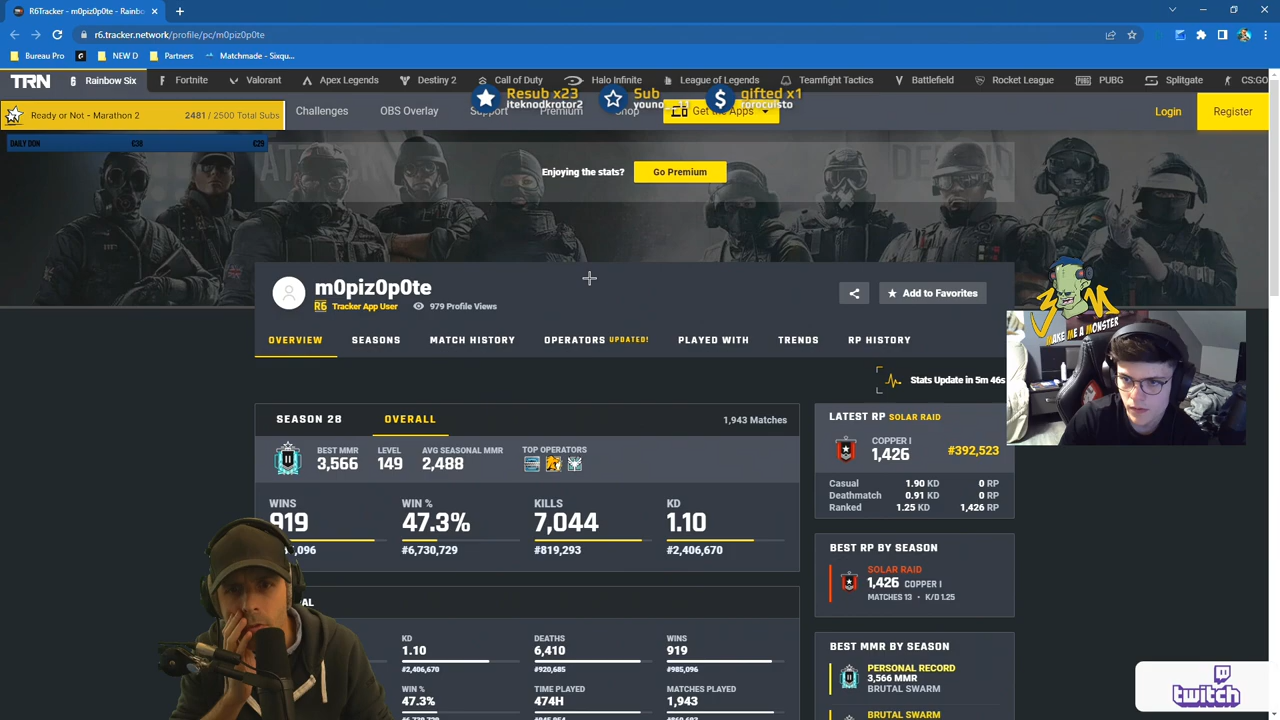 R6Tracker - m0piz0p0te - Rainbo
r6.tracker.network/profile/pc/m0piz0p0te
Bureau Pro
NEW D
Partners
Matchmade - Sixqu...
TRN
Rainbow Six
Fortnite
Valorant
Apex Legends
Destiny 2
Call of Duty
Halo Infinite
League of Legends
Teamfight Tactics
Battlefield
Rocket League
PUBG
Splitgate
CS:GO
Resub x23
lteknodkrotor2
Sub
gifted x1
rorocuisto
Ready or Not - Marathon 2
2481 / 2500 Total Subs
Challenges
OBS Overlay
Support
Premium
Shop
Get the Apps
Login
Register
DAILY DON
€38
Enjoying the stats?
Go Premium
m0piz0p0te
R6 Tracker App User
979 Profile Views
Add to Favorites
MAKE ME A MONSTER
OVERVIEW
SEASONS
MATCH HISTORY
OPERATORS UPDATED!
PLAYED WITH
TRENDS
RP HISTORY
Stats Update in 5m 46s
SEASON 28
OVERALL
1,943 Matches
BEST MMR
3,566
LEVEL
149
AVG SEASONAL MMR
2,488
TOP OPERATORS
WINS
919
WIN %
47.3%
#6,730,729
KILLS
7,044
#819,293
KD
1.10
#2,406,670
KD
1.10
#2,406,670
DEATHS
6,410
#920,685
WINS
919
#985,096
WIN %
47.3%
TIME PLAYED
474H
MATCHES PLAYED
1,943
LATEST RP SOLAR RAID
COPPER I
1,426
#392,523
Casual 1.90 KD 0 RP
Deathmatch 0.91 KD 0 RP
Ranked 1.25 KD 1,426 RP
BEST RP BY SEASON
SOLAR RAID
1,426 COPPER I
MATCHES 13 • K/D 1.25
BEST MMR BY SEASON
PERSONAL RECORD
3,566 MMR
BRUTAL SWARM
BRUTAL SWARM
twitch